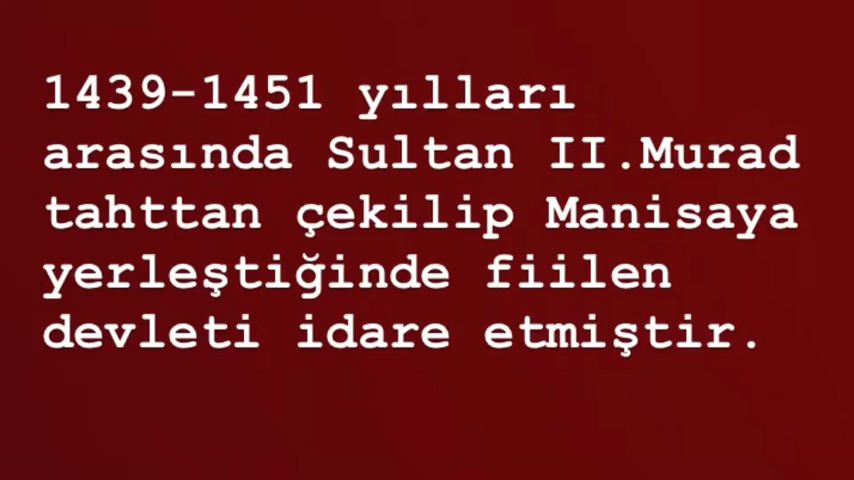 1439-1451 yılları
arasında Sultan II.Murad
tahttan çekilip Manisaya
yerleştiğinde fiilen
devleti idare etmiştir.